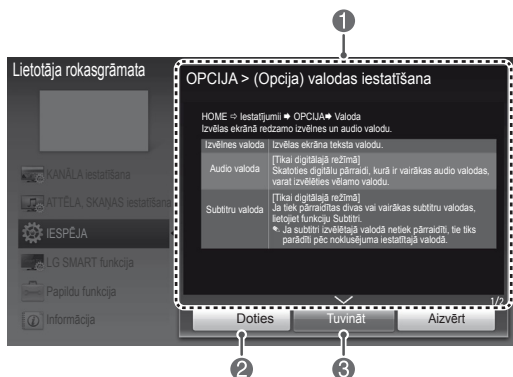 1
Lietotāja rokasgrāmata
KANĀLA iestatīšana
ATTĒLA, SKAŅAS iestatīšana
IESPĒJA
LG SMART funkcija
Papildu funkcija
Informācija
OPCIJA > (Opcija) valodas iestatīšana
HOME ⇨ Iestatījumii ➡ OPCIJA➡ Valoda
Izvēlas ekrānā redzamo izvēlnes un audio valodu.
Izvēlnes valoda Izvēlas ekrāna teksta valodu.
Audio valoda
[Tikai digitālajā režīmā]
Skatoties digitālu pārraidi, kurā ir vairākas audio valodas,
varat izvēlēties vēlamo valodu.
Subtitru valoda
[Tikai digitālajā režīmā]
Ja tiek pārraidītas divas vai vairākas subtitru valodas,
lietojiet funkciju Subtitri.
Ja subtitri izvēlētajā valodā netiek pārraidīti, tie tiks
parādīti pēc noklusējuma iestatītajā valodā.
1/2
Doties
Tuvināt
Aizvērt
2
3